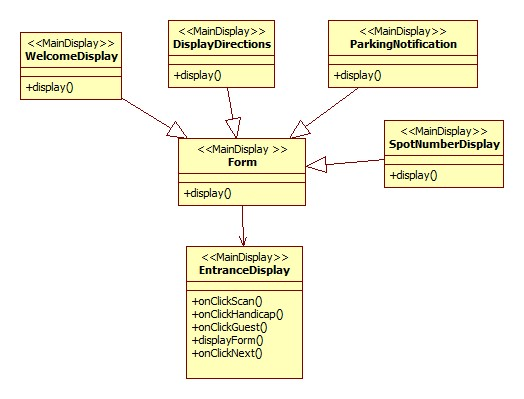 <<MainDisplay>>
WelcomeDisplay
+display()
<<MainDisplay>>
DisplayDirections
+display()
<<MainDisplay>>
ParkingNotification
+display()
<<MainDisplay >>
Form
+display()
<<MainDisplay>>
SpotNumberDisplay
+display()
<<MainDisplay>>
EntranceDisplay
+onClickScan()
+onClickHandicap()
+onClickGuest()
+displayForm()
+onClickNext()